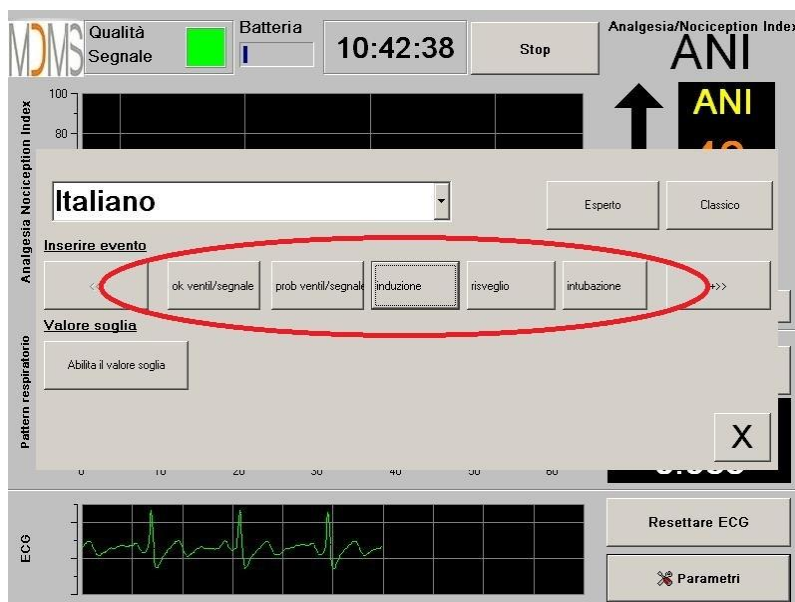 MDMS
Qualità
Segnale
Batteria
10:42:38
Stop
Analgesia/Nociception Index
ANI
Analgesia Nociception Index
100
80
ANI
Italiano
Esperto
Classico
Inserire evento
ok ventil/segnale
prob ventil/segnale
induzione
risveglio
intubazione
>>
Valore soglia
Abilita il valore soglia
Pattern respiratorio
X
0 10 20 30 40 50 60
ECG
Resettare ECG
Parametri